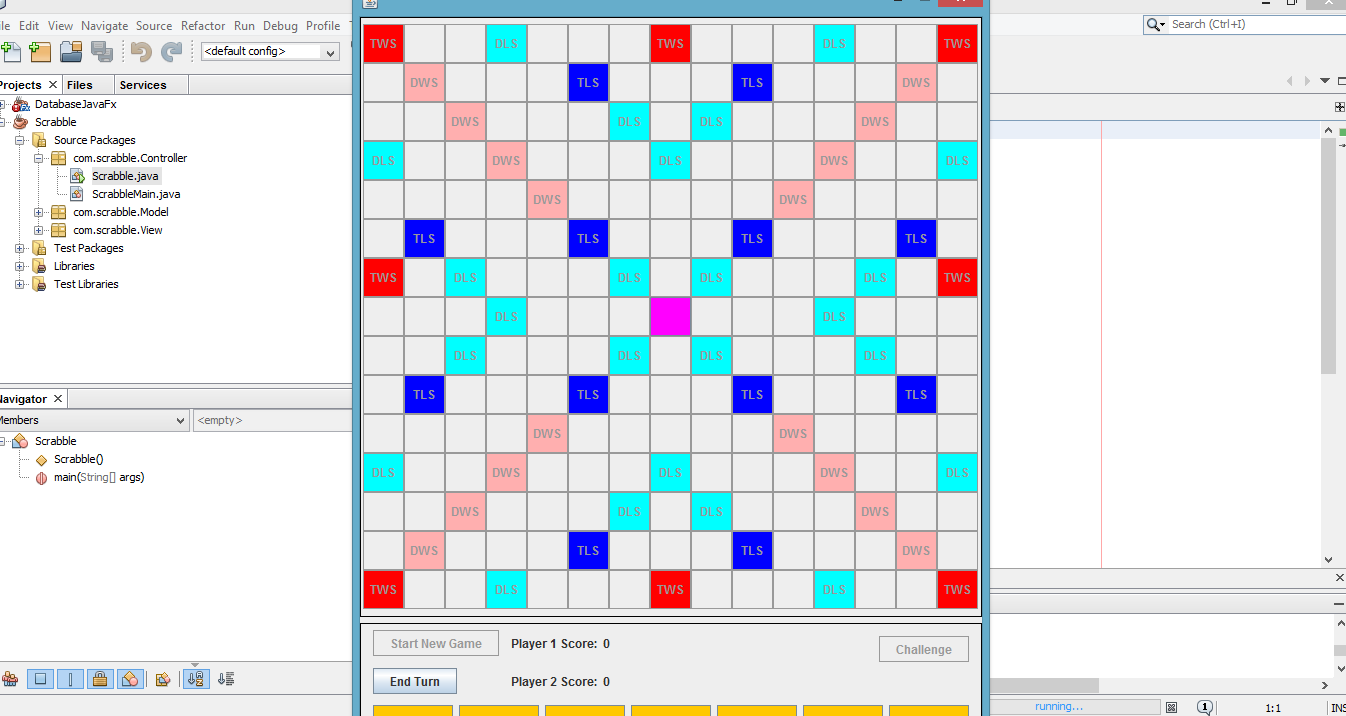 Edit View Navigate Source Refactor Run Debug Profile
Search (Ctrl+I)
<default config>
Projects Files Services
DatabaseJavaFx
Scrabble
Source Packages
com.scrabble.Controller
Scrabble.java
ScrabbleMain.java
com.scrabble.Model
com.scrabble.View
Test Packages
Libraries
Test Libraries
Navigator
Members <empty>
Scrabble
Scrabble()
main(String[] args)
TWS DLS TWS DLS TWS
DWS TLS TLS DWS
DWS DLS DLS DWS
DLS DWS DLS DWS DLS
DWS DWS
TLS TLS TLS TLS
TWS DLS DLS DLS DLS TWS
DLS DLS
DLS DLS DLS DLS
TLS TLS TLS TLS
DWS DWS
DLS DWS DLS DWS DLS
DWS DLS DLS DWS
DWS TLS TLS DWS
TWS DLS TWS DLS TWS
Start New Game Player 1 Score: 0 Challenge
End Turn Player 2 Score: 0
running... 1 1:1 INS